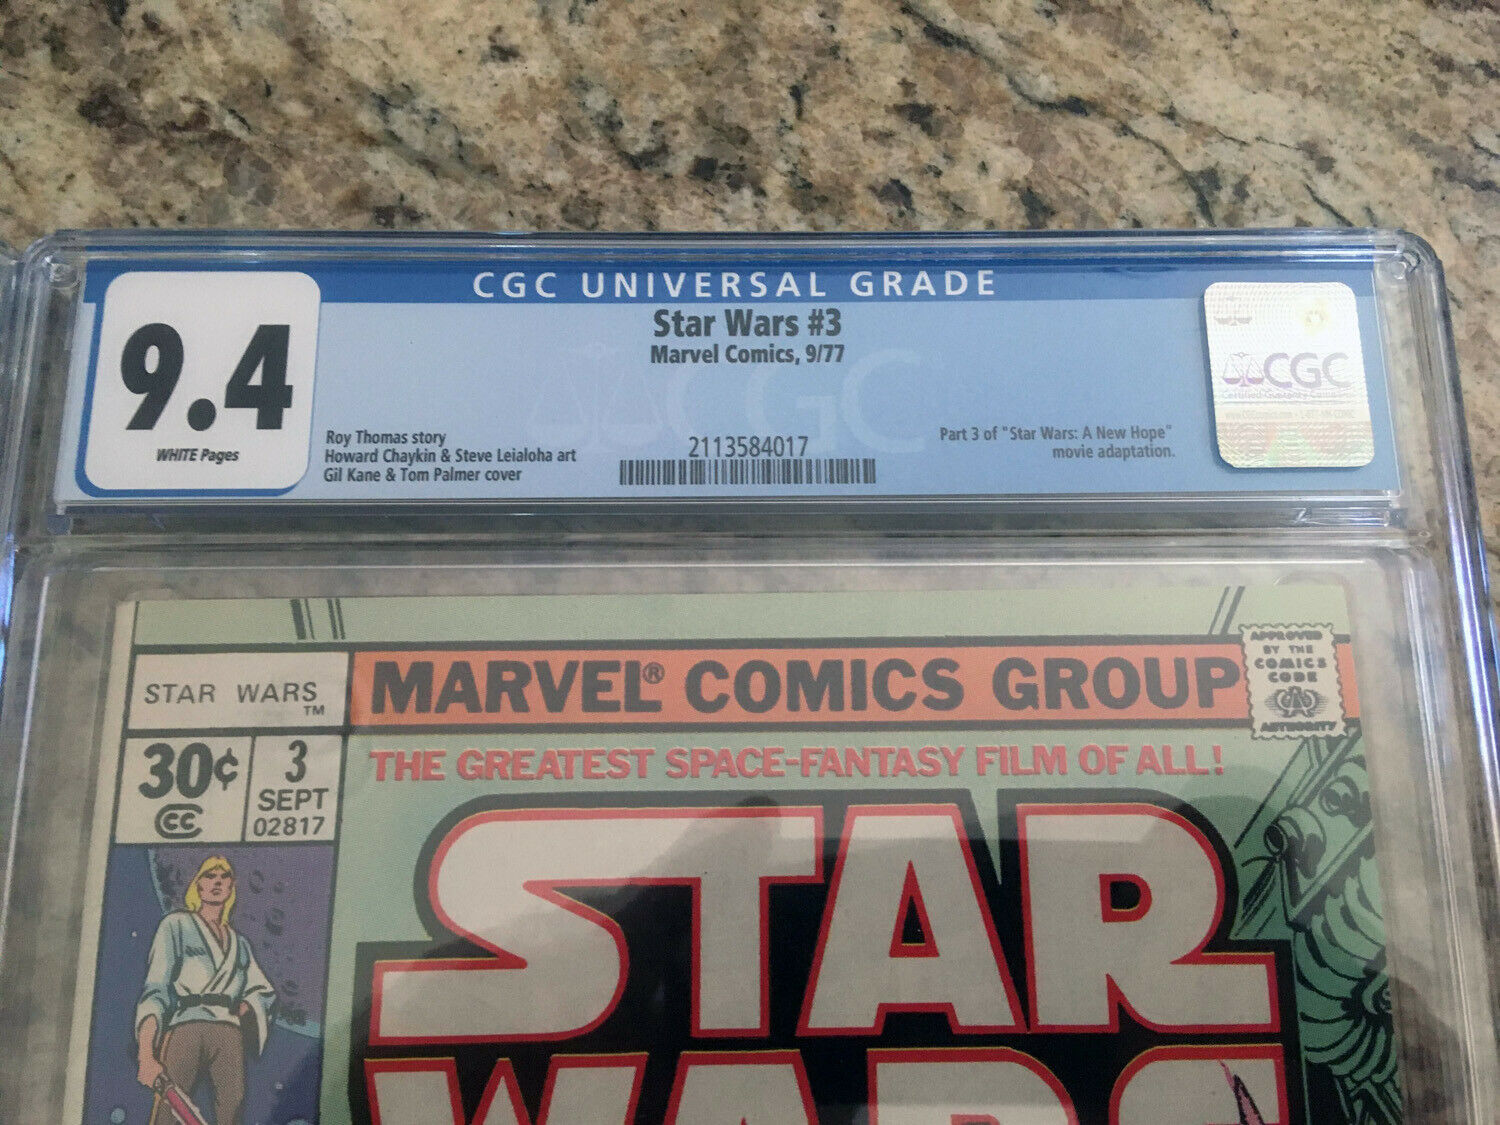 CGC UNIVERSAL GRADE
9.4
WHITE Pages
Star Wars #3
Marvel Comics, 9/77
Roy Thomas story
Howard Chaykin & Steve Leialoha art
Gil Kane & Tom Palmer cover
2113584017
Part 3 of "Star Wars: A New Hope"
movie adaptation.
CGC
CGC
STAR WARS
TM
MARVEL® COMICS GROUP
APPROVED
BY THE
COMICS
CODE
AUTHORITY
30¢
CC
3
SEPT
02817
THE GREATEST SPACE-FANTASY FILM OF ALL!
STAR
WARS